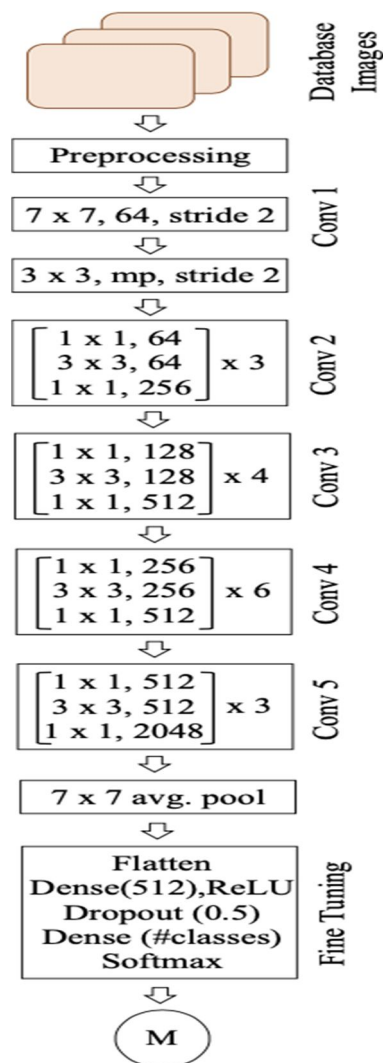 Database
Images
Preprocessing
7 x 7, 64, stride 2
Conv 1
3 x 3, mp, stride 2
1 x 1, 64
3 x 3, 64
1 x 1, 256
x 3
Conv 2
1 x 1, 128
3 x 3, 128
1 x 1, 512
x 4
Conv 3
1 x 1, 256
3 x 3, 256
1 x 1, 512
x 6
Conv 4
1 x 1, 512
3 x 3, 512
1 x 1, 2048
x 3
Conv 5
7 x 7 avg. pool
Flatten
Dense(512),ReLU
Dropout (0.5)
Dense (#classes)
Softmax
Fine Tuning
M